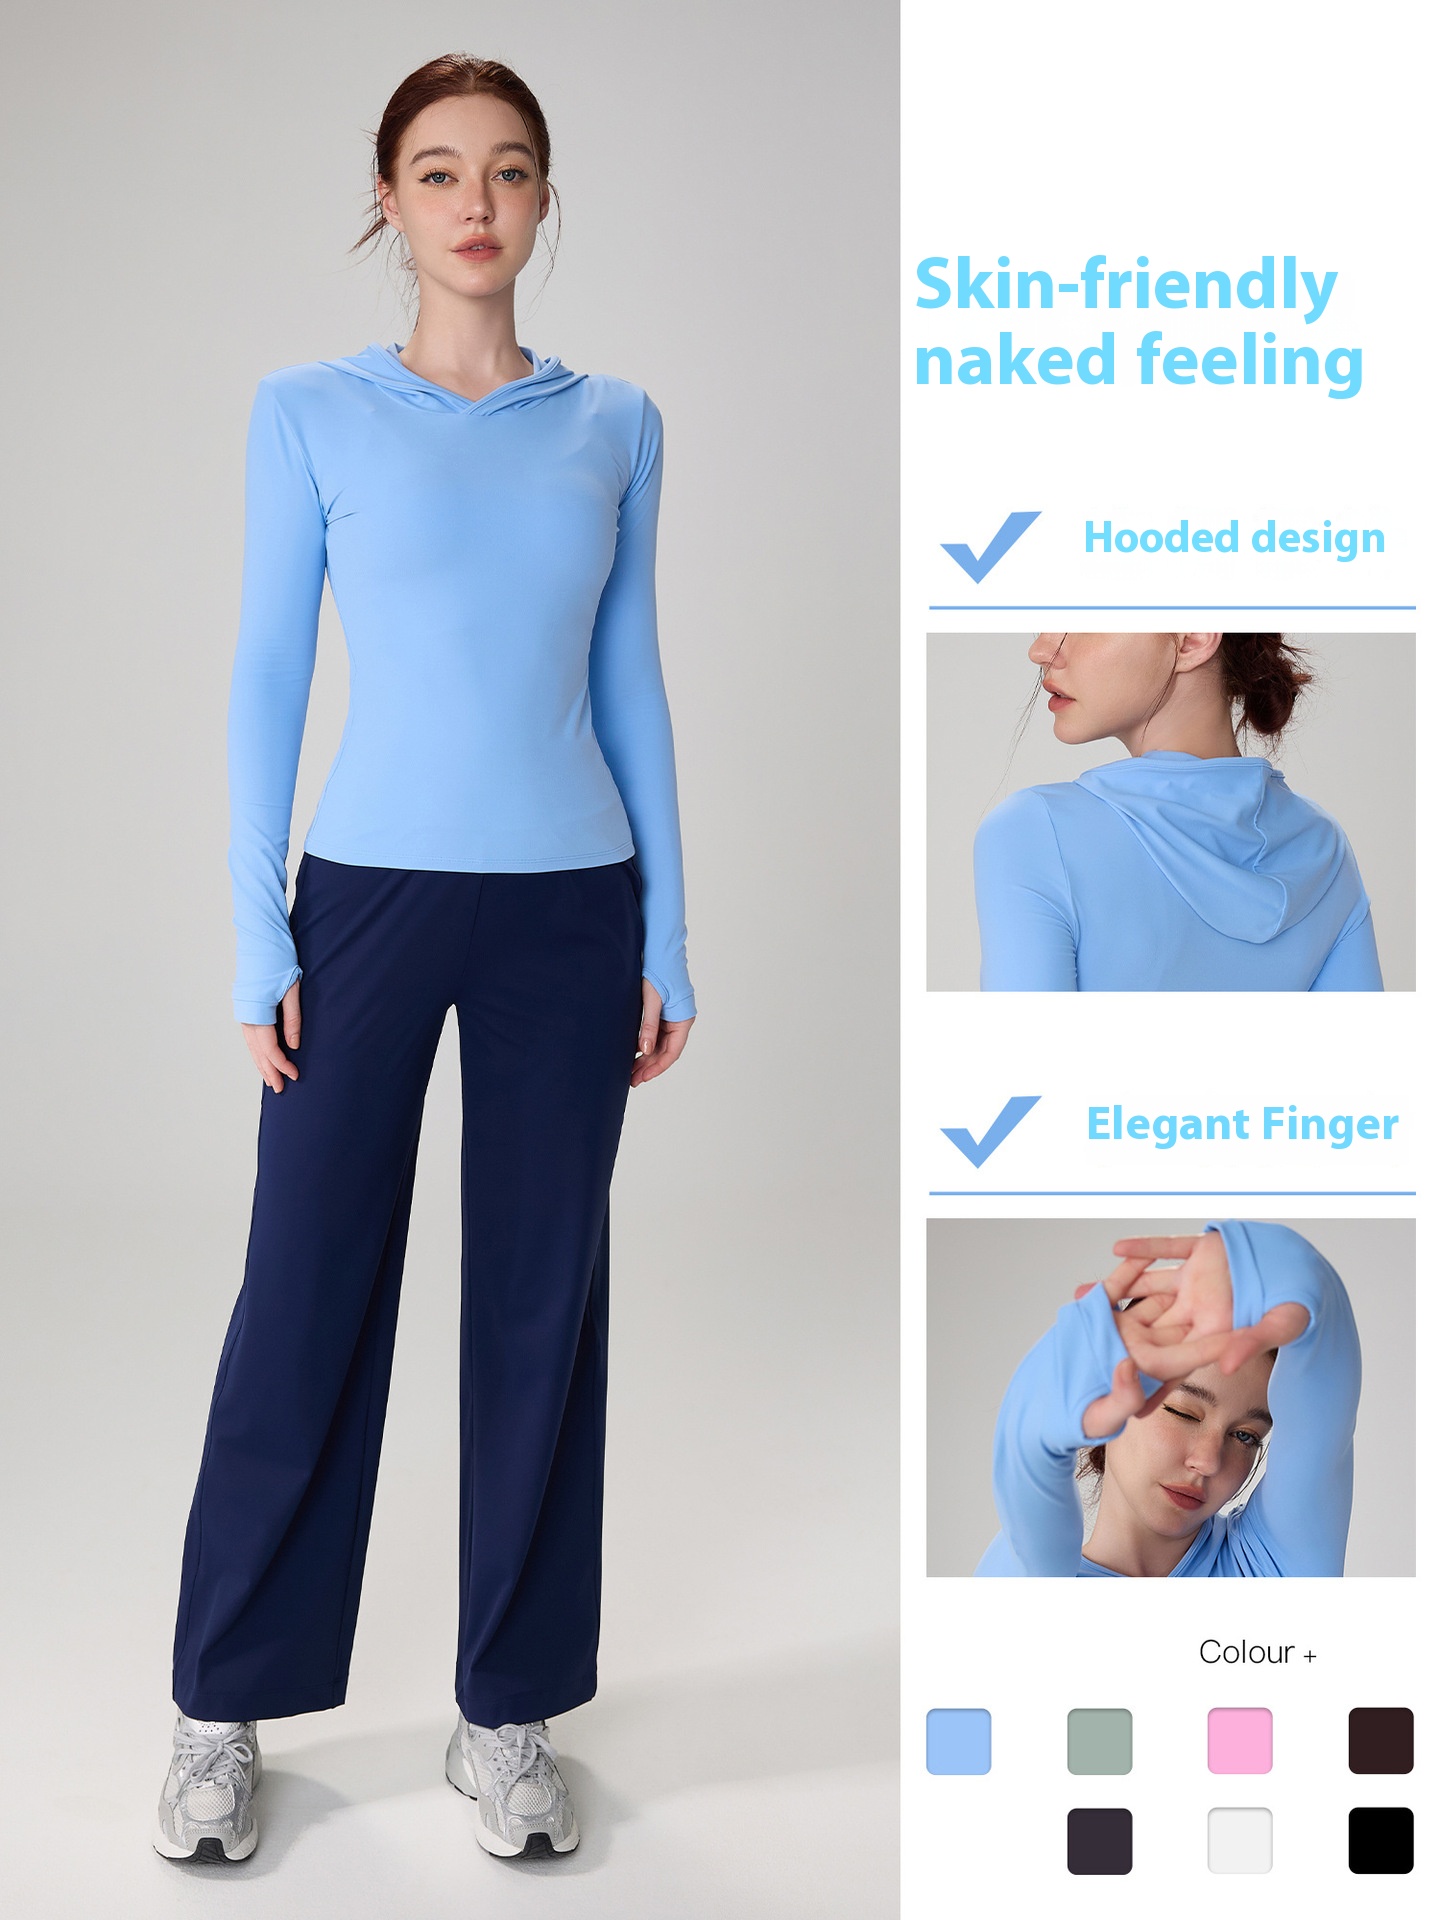 Skin-friendly
naked feeling
Hooded design
Elegant Finger
Colour +